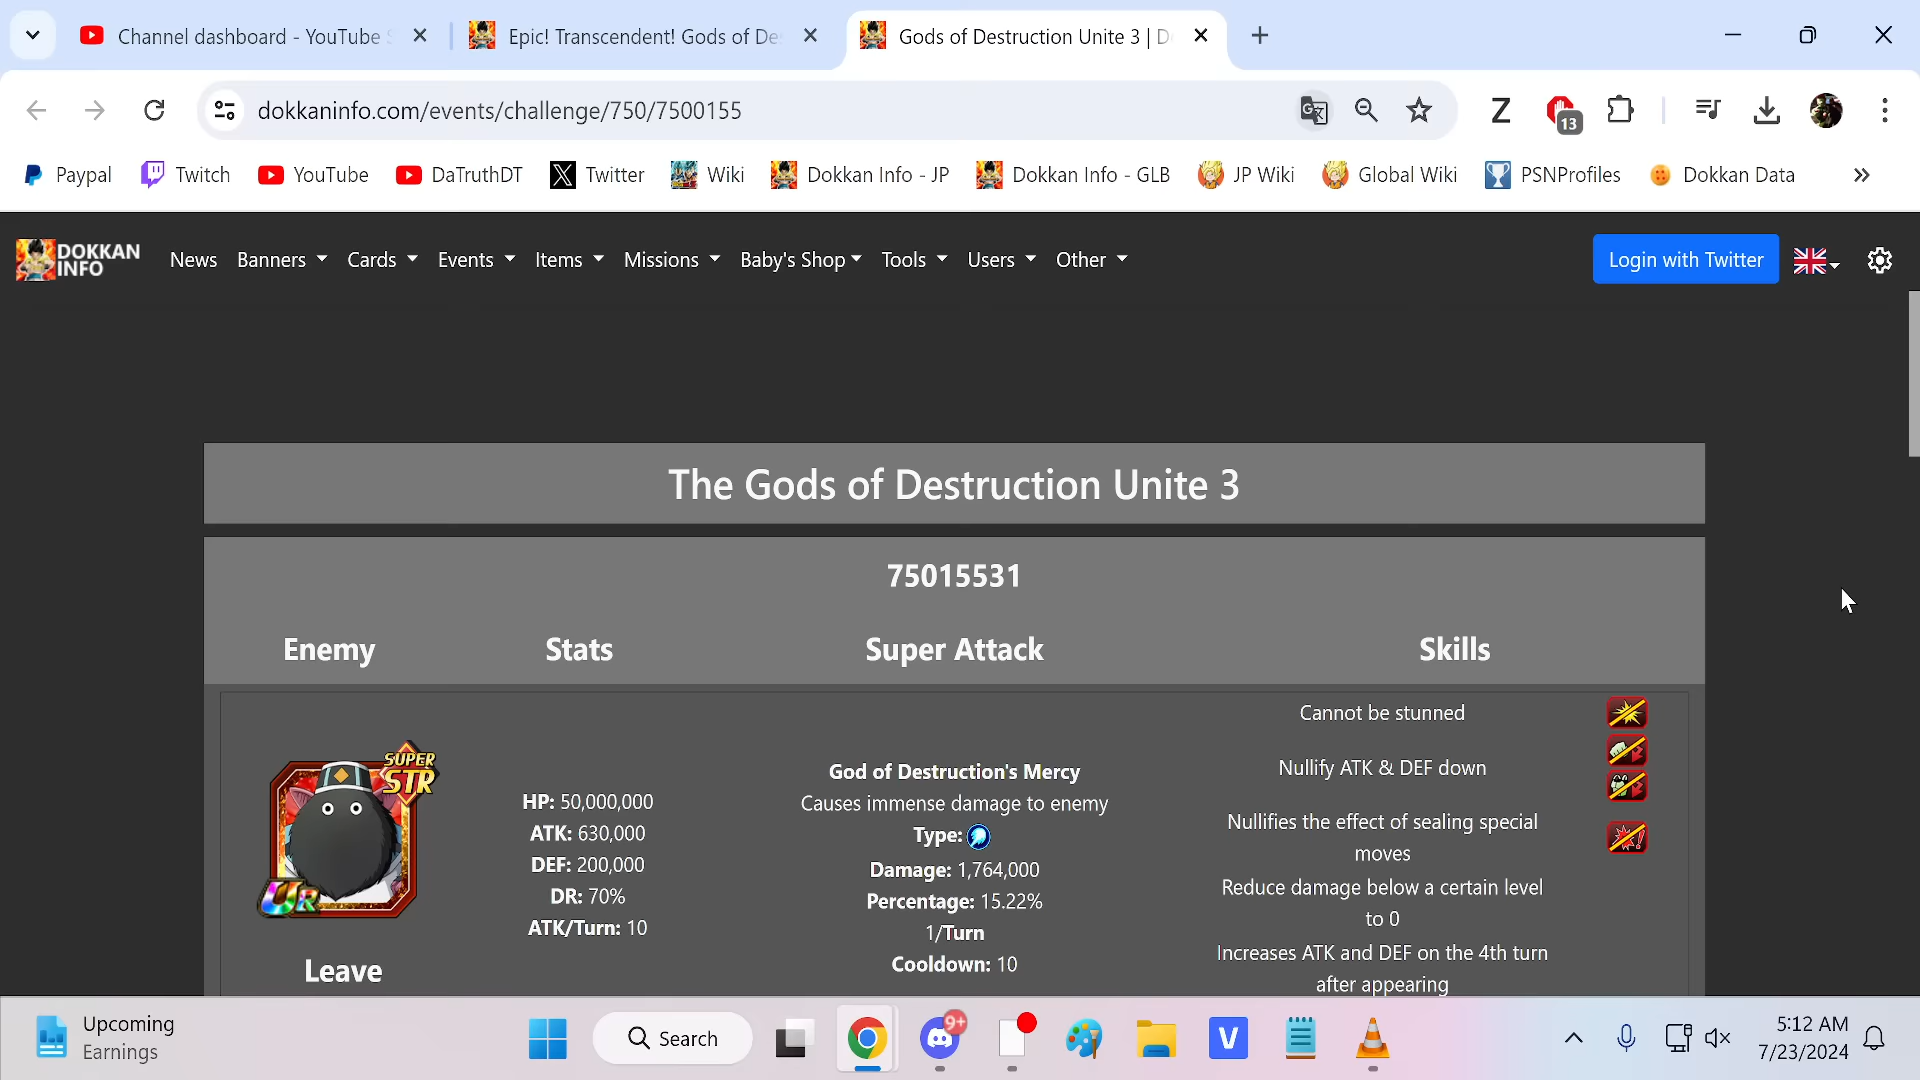 Channel dashboard - YouTube S
Epic! Transcendent! Gods of De
Gods of Destruction Unite 3 | D
dokkaninfo.com/events/challenge/750/7500155
Z
13
Paypal
Twitch
YouTube
DaTruthDT
Twitter
Wiki
Dokkan Info - JP
Dokkan Info - GLB
JP Wiki
Global Wiki
PSNProfiles
Dokkan Data
»
DOKKAN
INFO
News
Banners
Cards
Events
Items
Missions
Baby's Shop
Tools
Users
Other
Login with Twitter
The Gods of Destruction Unite 3
75015531
Enemy
Stats
Super Attack
Skills
SUPER
STR
UR
Leave
HP: 50,000,000
ATK: 630,000
DEF: 200,000
DR: 70%
ATK/Turn: 10
God of Destruction's Mercy
Causes immense damage to enemy
Type:
Damage: 1,764,000
Percentage: 15.22%
1/Turn
Cooldown: 10
Cannot be stunned
Nullify ATK & DEF down
Nullifies the effect of sealing special
moves
Reduce damage below a certain level
to 0
Increases ATK and DEF on the 4th turn
after appearing
Upcoming
Earnings
Search
9+
V
5:12 AM
7/23/2024